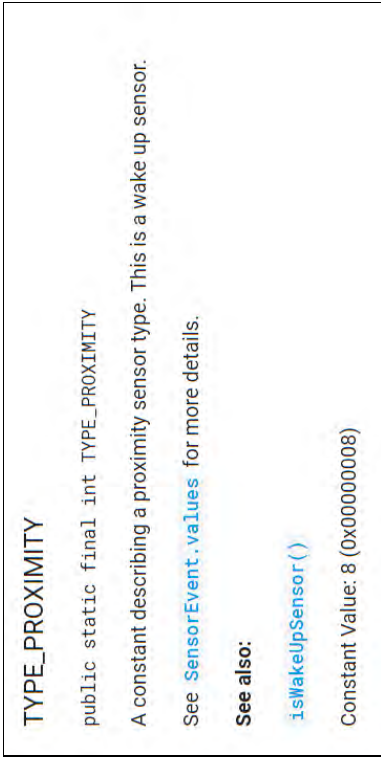 TYPE_PROXIMITY
public static final int TYPE_PROXIMITY
A constant describing a proximity sensor type. This is a wake up sensor.
See SensorEvent.values for more details.
See also:
isWakeUpSensor()
Constant Value: 8 (0x00000008)